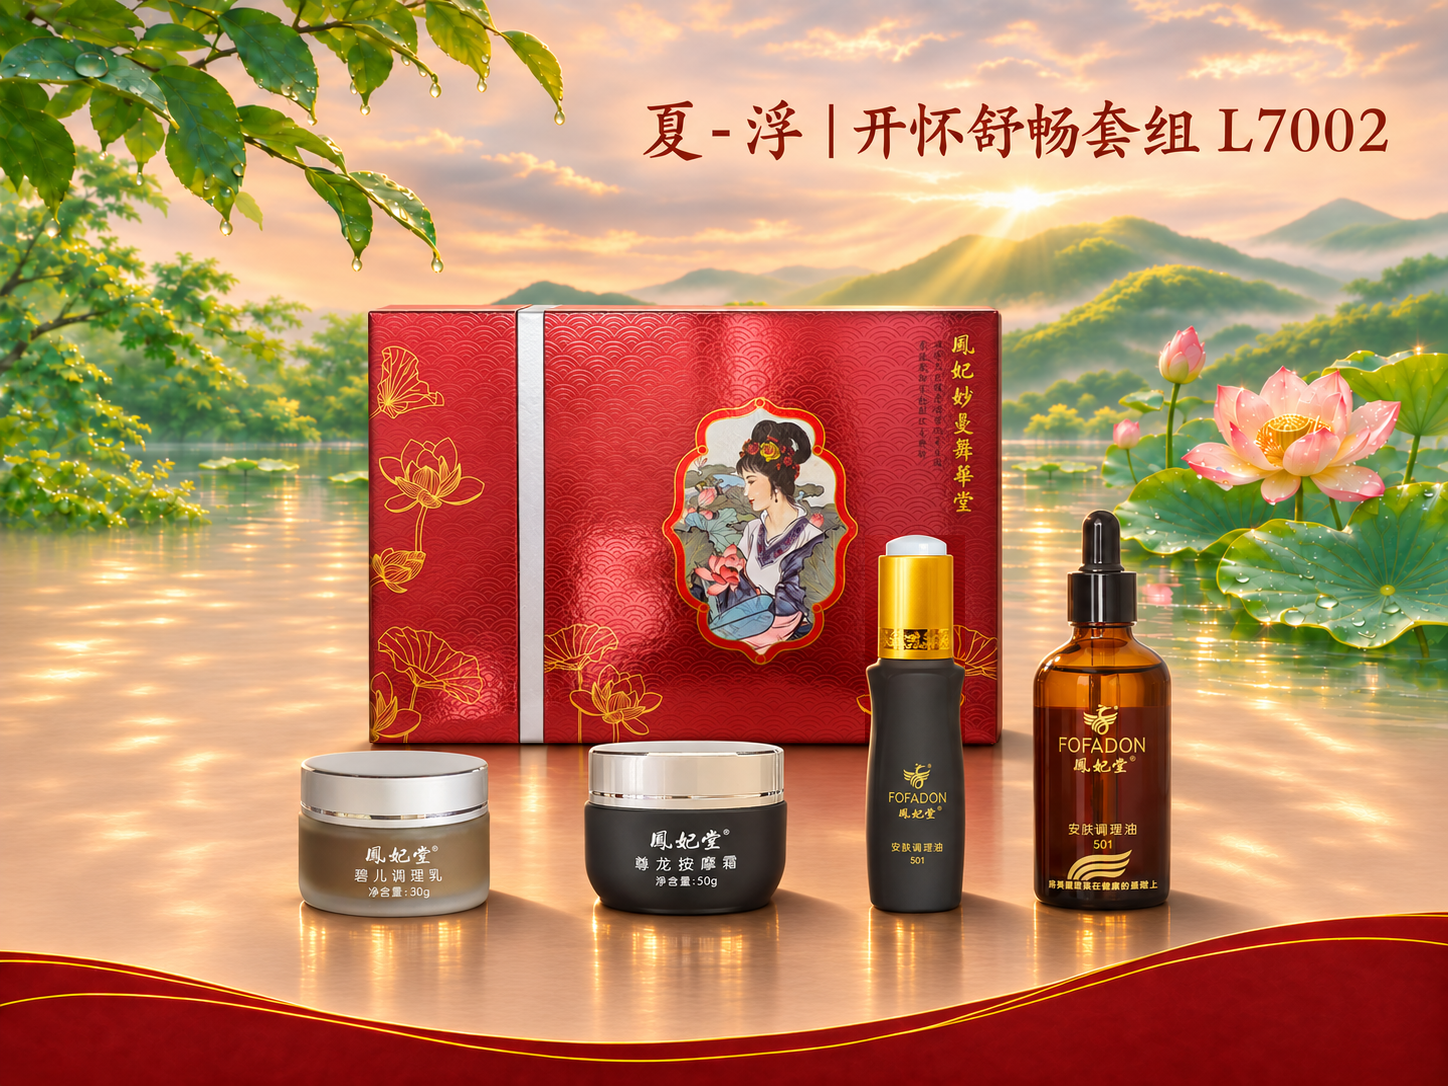 夏-浮 | 开怀舒畅套组 L7002
鳳妃妙曼舞華堂
鳳妃堂®
碧儿调理乳
净含量:30g
鳳妃堂®
尊龙按摩霜
净含量:50g
FOFADON
鳳妃堂®
安肤调理油
501
FOFADON
鳳妃堂®
安肤调理油
501